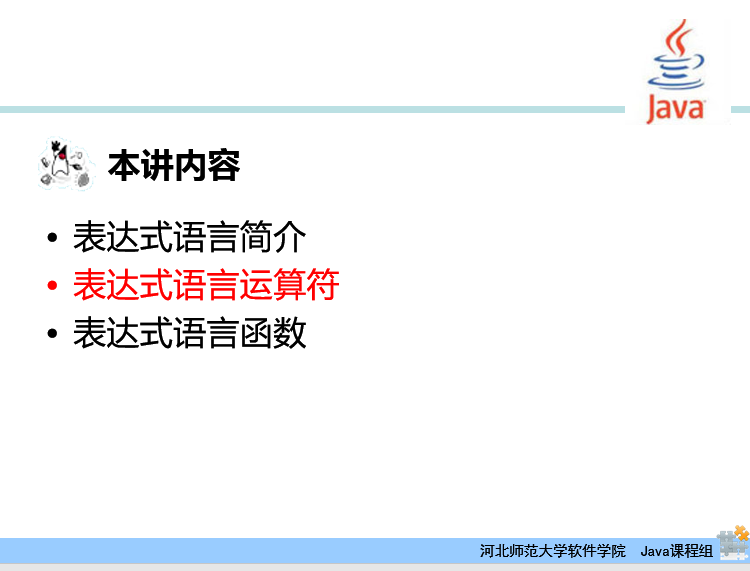 Java
本讲内容
• 表达式语言简介
• 表达式语言运算符
• 表达式语言函数
河北师范大学软件学院 Java课程组